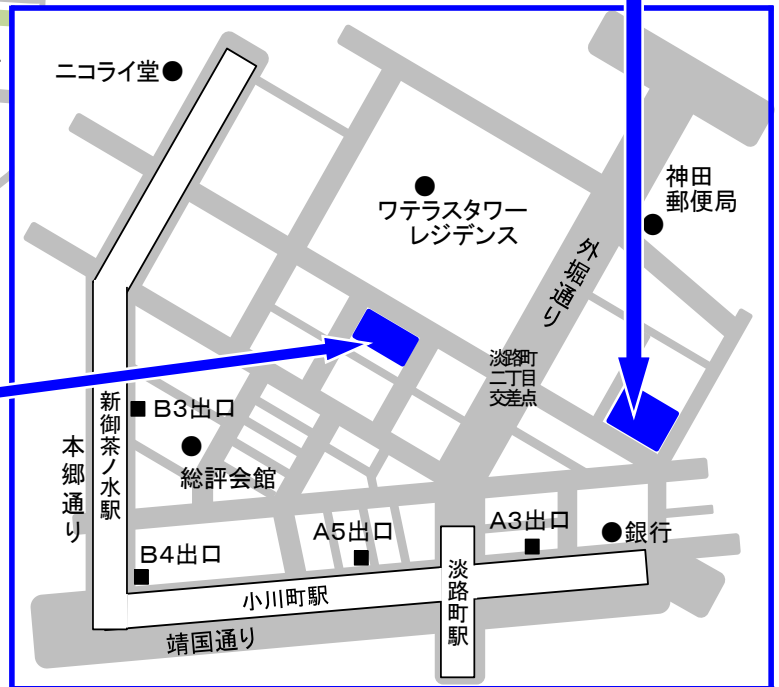 ニコライ堂
神田
郵便局
ワテラスタワー
レジデンス
外堀通り
淡路町
二丁目
交差点
新御茶ノ水駅
B3出口
本郷通り
総評会館
A5出口
A3出口
銀行
B4出口
淡路町駅
小川町駅
靖国通り